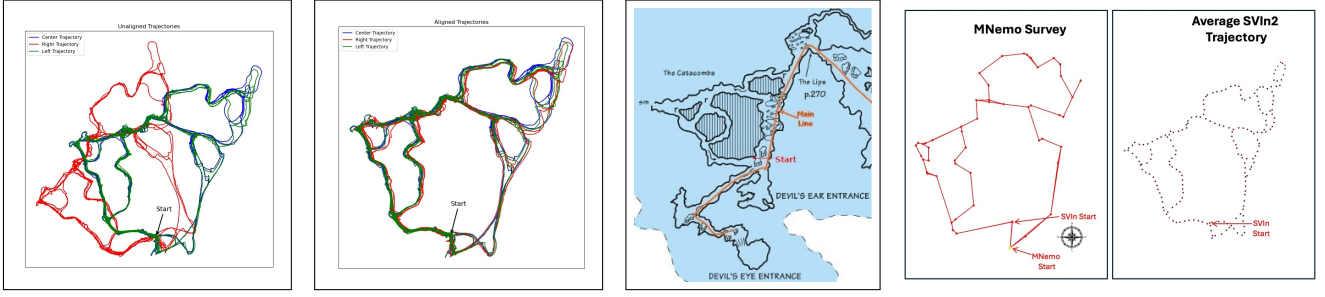 Unaligned Trajectories
Center Trajectory
Right Trajectory
Left Trajectory
Start
Aligned Trajectories
Center Trajectory
Right Trajectory
Left Trajectory
Start
The Catacombs
5m
The Lips
p.270
Main
Line
Start
DEVIL'S EAR ENTRANCE
DEVIL'S EYE ENTRANCE
MNemo Survey
SVIn Start
MNemo
Start
Average SVIn2
Trajectory
SVIn
Start